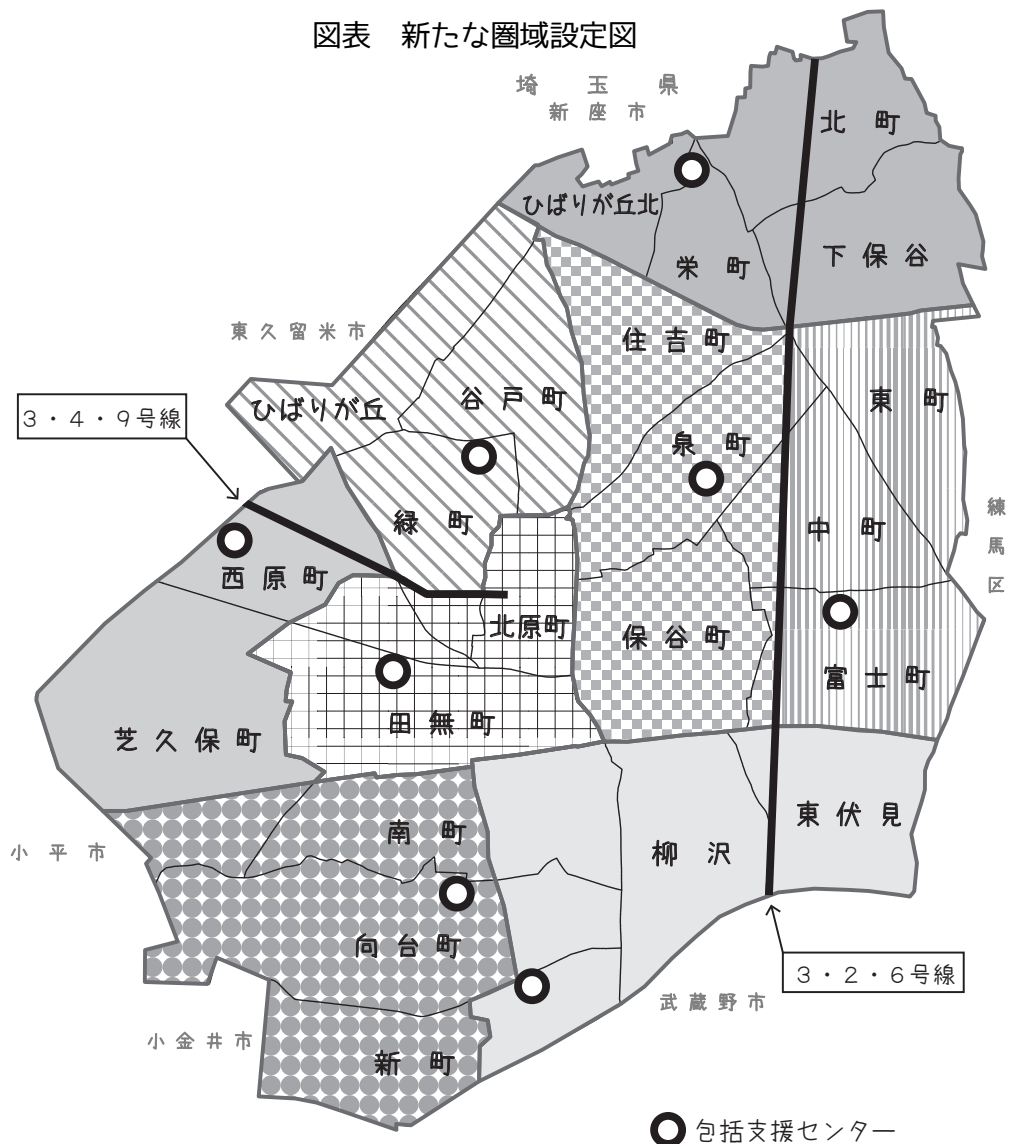 図表　新たな圏域設定図
埼玉県
新座市
北町
ひばりが丘北
栄町
下保谷
東久留米市
住吉町
ひばりが丘
谷戸町
東町
3・4・9号線
泉町
緑町
中町
練馬区
西原町
北原町
保谷町
富士町
田無町
芝久保町
東伏見
南町
柳沢
小平市
向台町
3・2・6号線
武蔵野市
小金井市
新町
包括支援センター